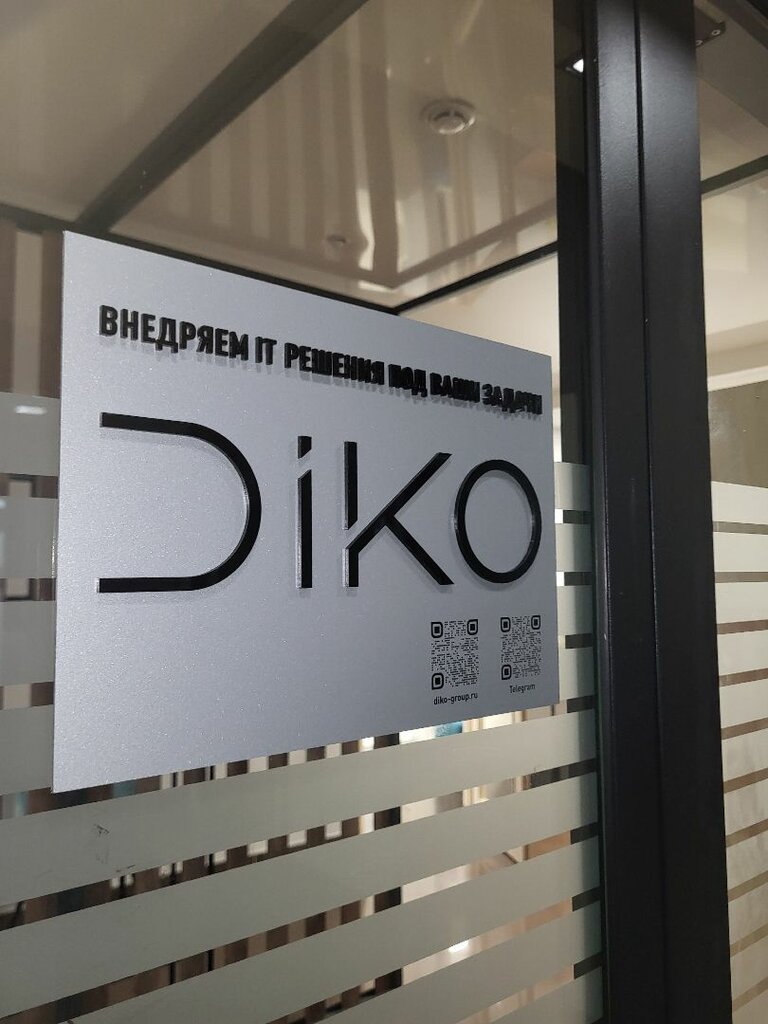 ВНЕДРЯЕМ IT РЕШЕНИЯ ПОД ВАШИ ЗАДАЧИ
DiKO
diko-group.ru
Telegram